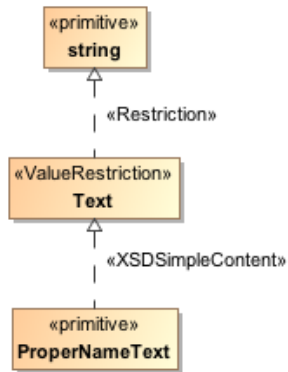 «primitive»
string
«Restriction»
«ValueRestriction»
Text
«XSDSimpleContent»
«primitive»
ProperNameText